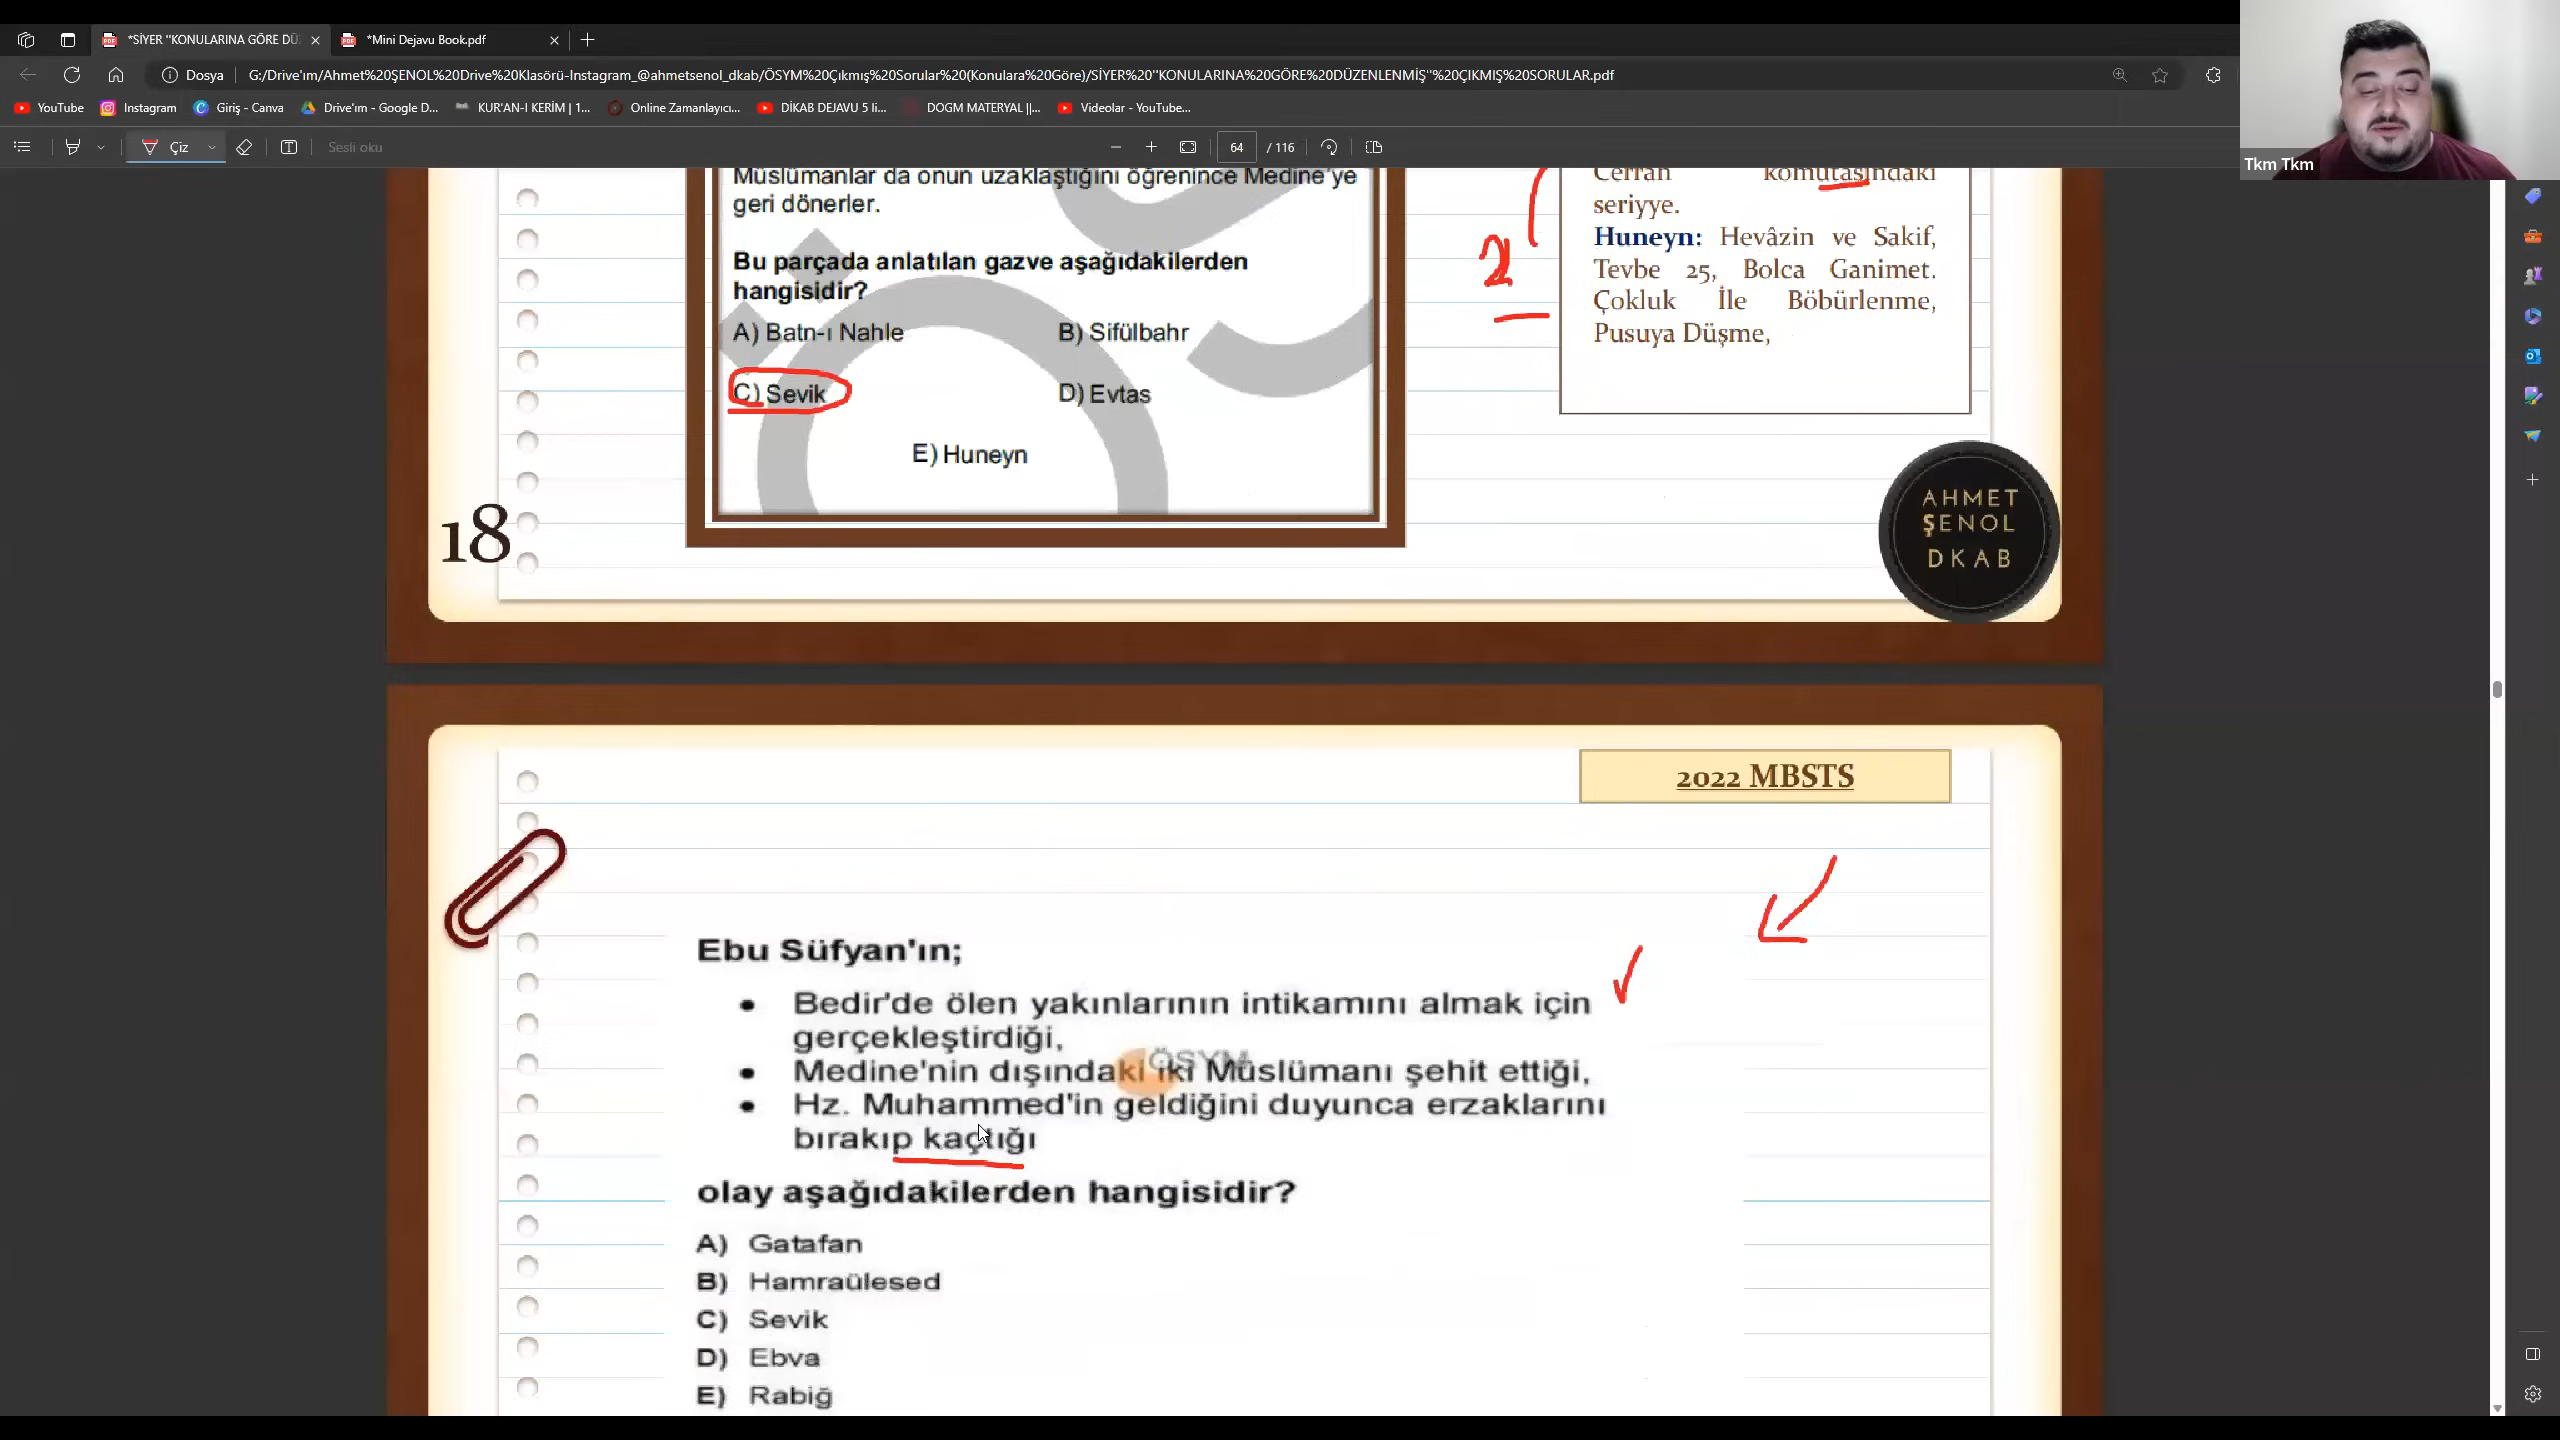 *SİYER "KONULARINA GÖRE DÜ
*Mini Dejavu Book.pdf
Dosya
G:/Drive'ım/Ahmet%20ŞENOL%20Drive%20Klasörü-Instagram_@ahmetsenol_dkab/ÖSYM%20Çıkmış%20Sorular%20(Konulara%20Göre)/SİYER%20''KONULARINA%20GÖRE%20DÜZENLENMİŞ''%20ÇIKMIŞ%20SORULAR.pdf
YouTube
Instagram
Giriş - Canva
Drive'ım - Google D...
KUR'AN-I KERİM | 1...
Online Zamanlayıcı...
DİKAB DEJAVU 5 li...
DOGM MATERYAL ||...
Videolar - YouTube...
Çiz
Sesli oku
64 / 116
Tkm Tkm
Müslümanlar da onun uzaklaştığını öğrenince Medine'ye
geri dönerler.
Bu parçada anlatılan gazve aşağıdakilerden
hangisidir?
A) Batn-ı Nahle
B) Sifülbahr
C) Sevik
D) Evtas
E) Huneyn
Cerrah komutasındaki
seriyye.
Huneyn: Hevâzin ve Sakif,
Tevbe 25, Bolca Ganimet.
Çokluk İle Böbürlenme,
Pusuya Düşme,
18
AHMET
ŞENOL
DKAB
2022 MBSTS
Ebu Süfyan'ın;
• Bedir'de ölen yakınlarının intikamını almak için
gerçekleştirdiği,
• Medine'nin dışındaki iki Müslümanı şehit ettiği,
• Hz. Muhammed'in geldiğini duyunca erzaklarını
bırakıp kaçtığı
olay aşağıdakilerden hangisidir?
A) Gatafan
B) Hamraülesed
C) Sevik
D) Ebva
E) Rabiğ
ÖSYM